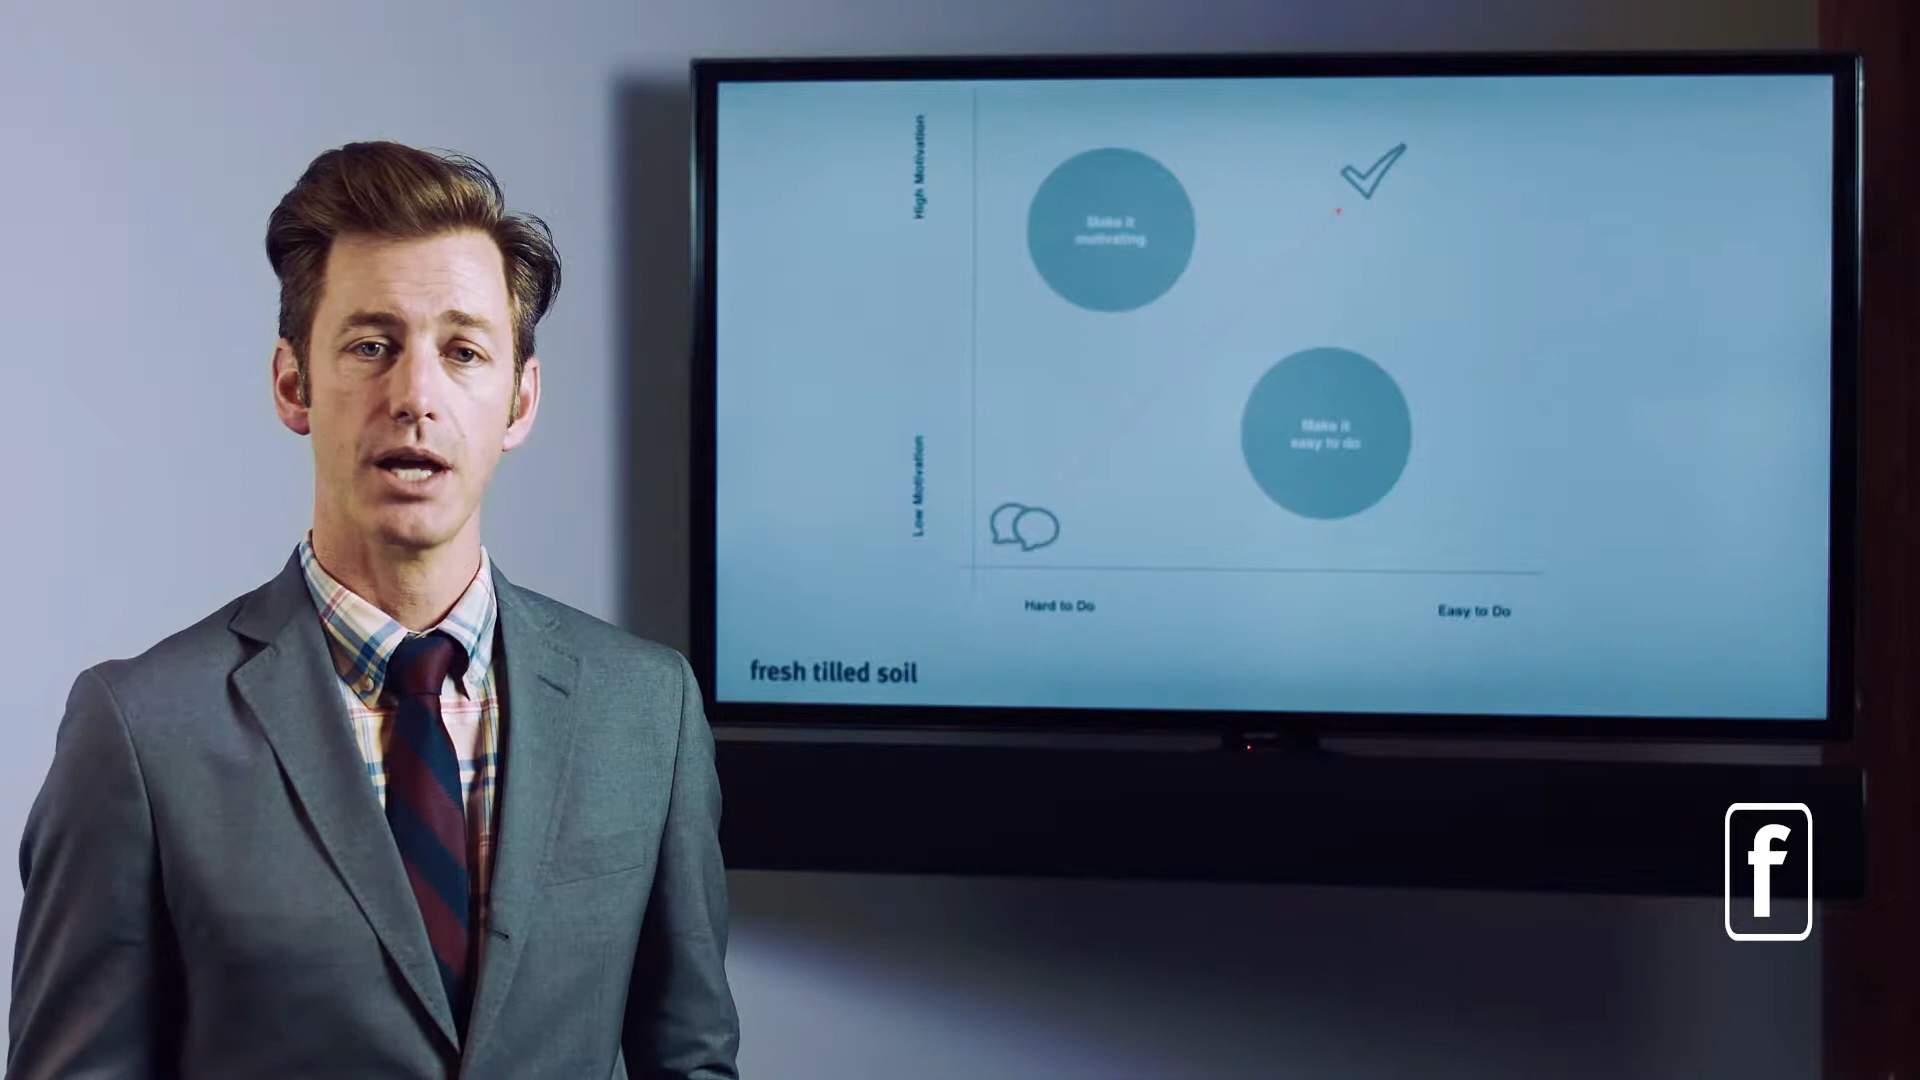 High Motivation
Make it
motivating
Make it
easy to do
Low Motivation
Hard to Do
Easy to Do
fresh tilled soil
f